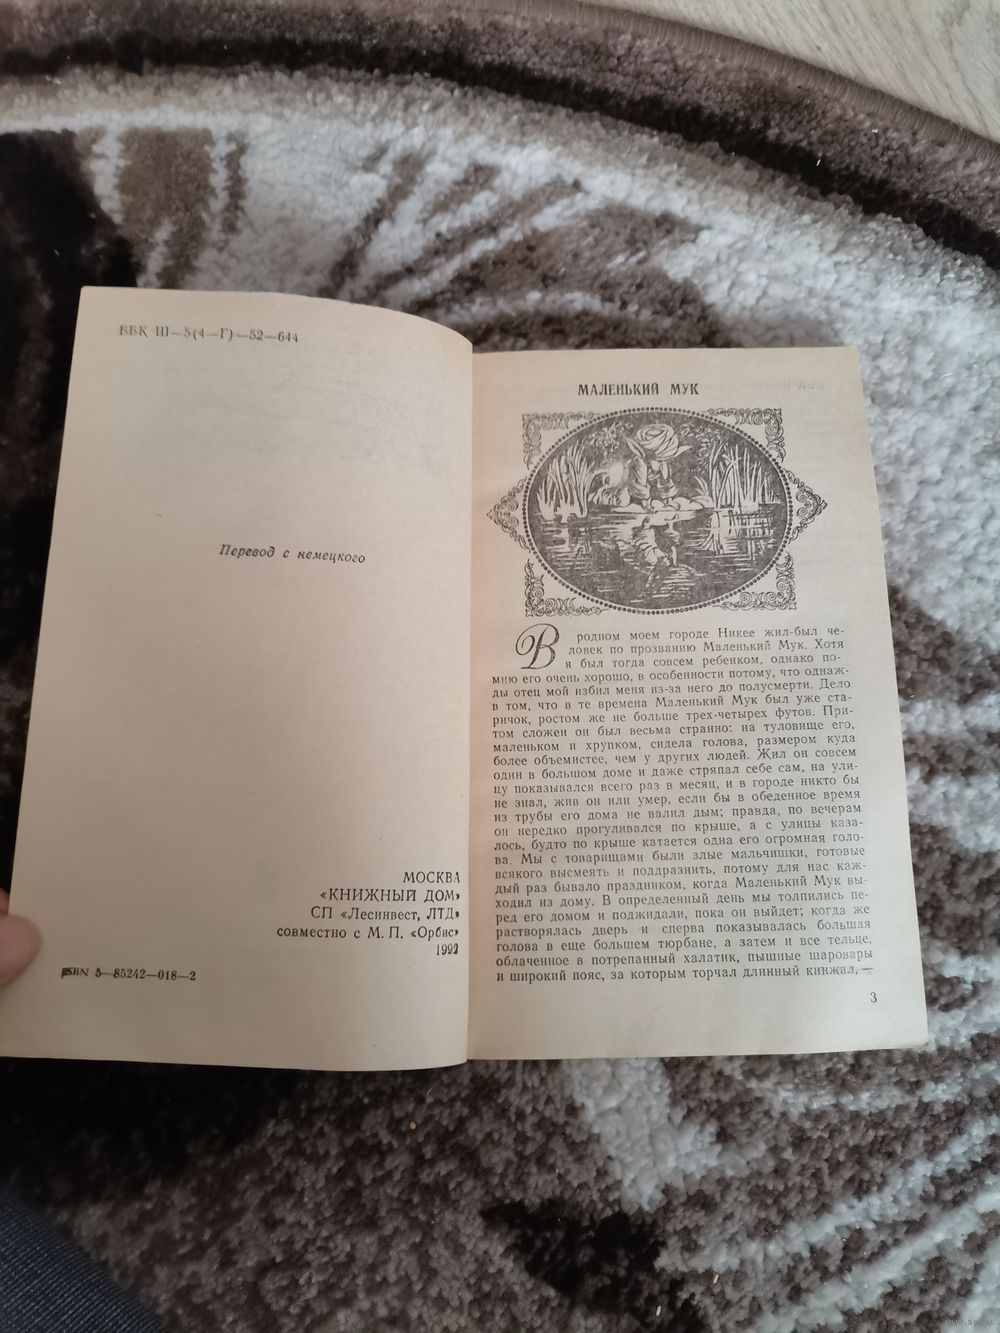 ББК Ш—5(4—Г)—52—644
Перевод с немецкого
МОСКВА
«КНИЖНЫЙ ДОМ»
СП «Лесинвест, ЛТД»
совместно с М. П. «Орбис»
1992
ISBN 5—85242—018—2
МАЛЕНЬКИЙ МУК
В родном моем городе Никее жил-был че-
ловек по прозванию Маленький Мук. Хотя
я был тогда совсем ребенком, однако по-
мню его очень хорошо, в особенности потому, что однаж-
ды отец мой избил меня из-за него до полусмерти. Дело
в том, что в те времена Маленький Мук был уже ста-
ричок, ростом же не больше трех-четырех футов. При-
том сложен он был весьма странно: на туловище его,
маленьком и хрупком, сидела голова, размером куда
более объемистее, чем у других людей. Жил он совсем
один в большом доме и даже стряпал себе сам, на ули-
цу показывался всего раз в месяц, и в городе никто бы
не знал, жив он или умер, если бы в обеденное время
из трубы его дома не валил дым; правда, по вечерам
он нередко прогуливался по крыше, а с улицы каза-
лось, будто по крыше катается одна его огромная голо-
ва. Мы с товарищами были злые мальчишки, готовые
всякого высмеять и поддразнить, потому для нас каж-
дый раз бывало праздником, когда Маленький Мук вы-
ходил из дому. В определенный день мы толпились пе-
ред его домом и поджидали, пока он выйдет; когда же
растворялась дверь и сперва показывалась большая
голова в еще большем тюрбане, а затем и все тельце,
облаченное в потрепанный халатик, пышные шаровары
и широкий пояс, за которым торчал длинный кинжал,—
3